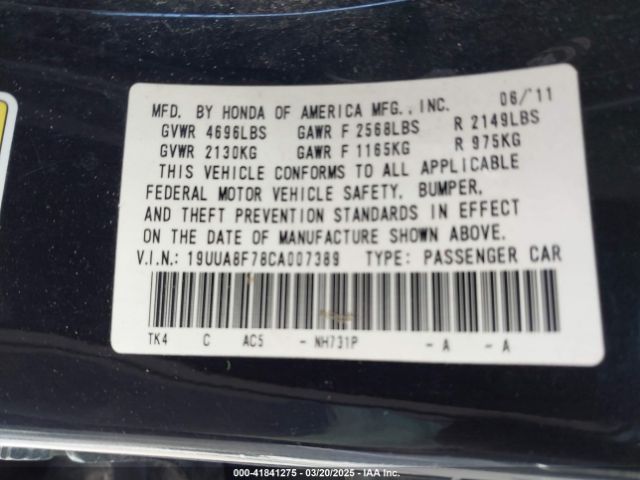 MFD. BY HONDA OF AMERICA MFG., INC. 06/'11
GVWR 4696LBS GAWR F 2568LBS R 2149LBS
GVWR 2130KG GAWR F 1165KG R 975KG
THIS VEHICLE CONFORMS TO ALL APPLICABLE
FEDERAL MOTOR VEHICLE SAFETY, BUMPER,
AND THEFT PREVENTION STANDARDS IN EFFECT
ON THE DATE OF MANUFACTURE SHOWN ABOVE.
V.I.N.: 19UUA8F78CA007389 TYPE: PASSENGER CAR
TK4 C AC5 - NH731P - A - A
00-41841275 — 03/20/2025 — IAA Inc.